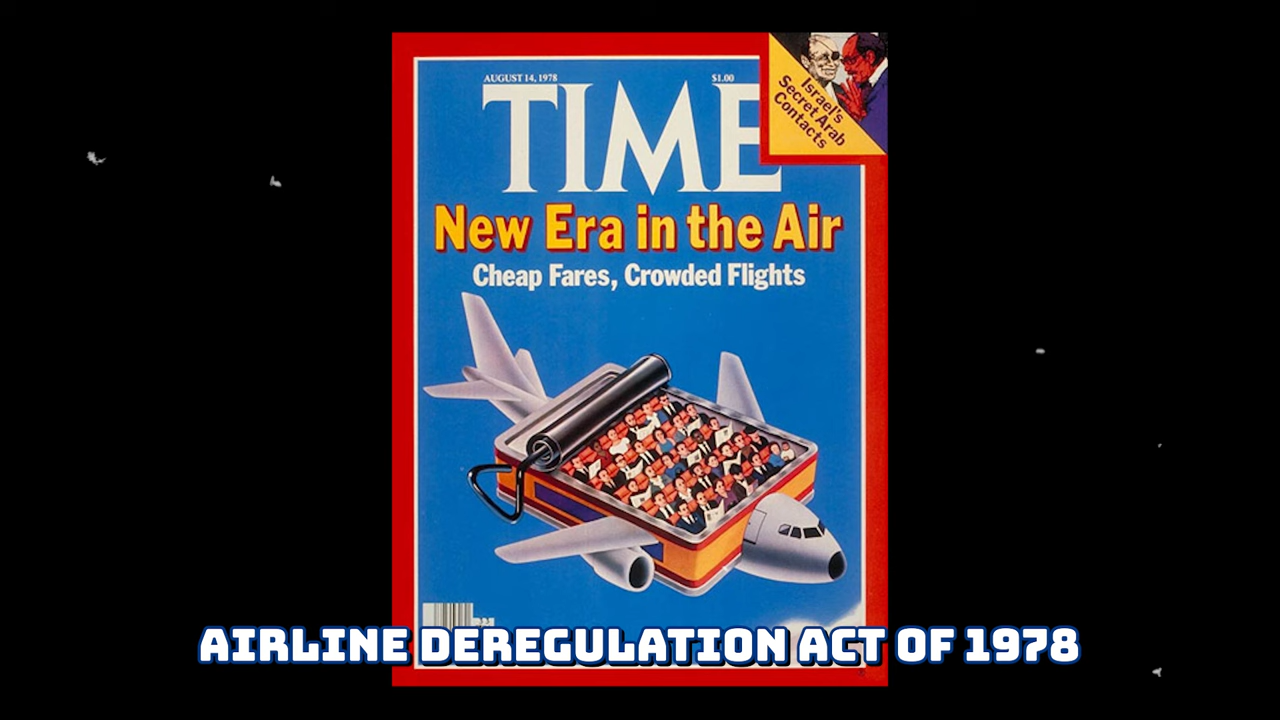 AUGUST 14, 1978
$1.00
TIME
Israel's
Secret Arab
Contacts
New Era in the Air
Cheap Fares, Crowded Flights
AIRLINE DEREGULATION ACT OF 1978